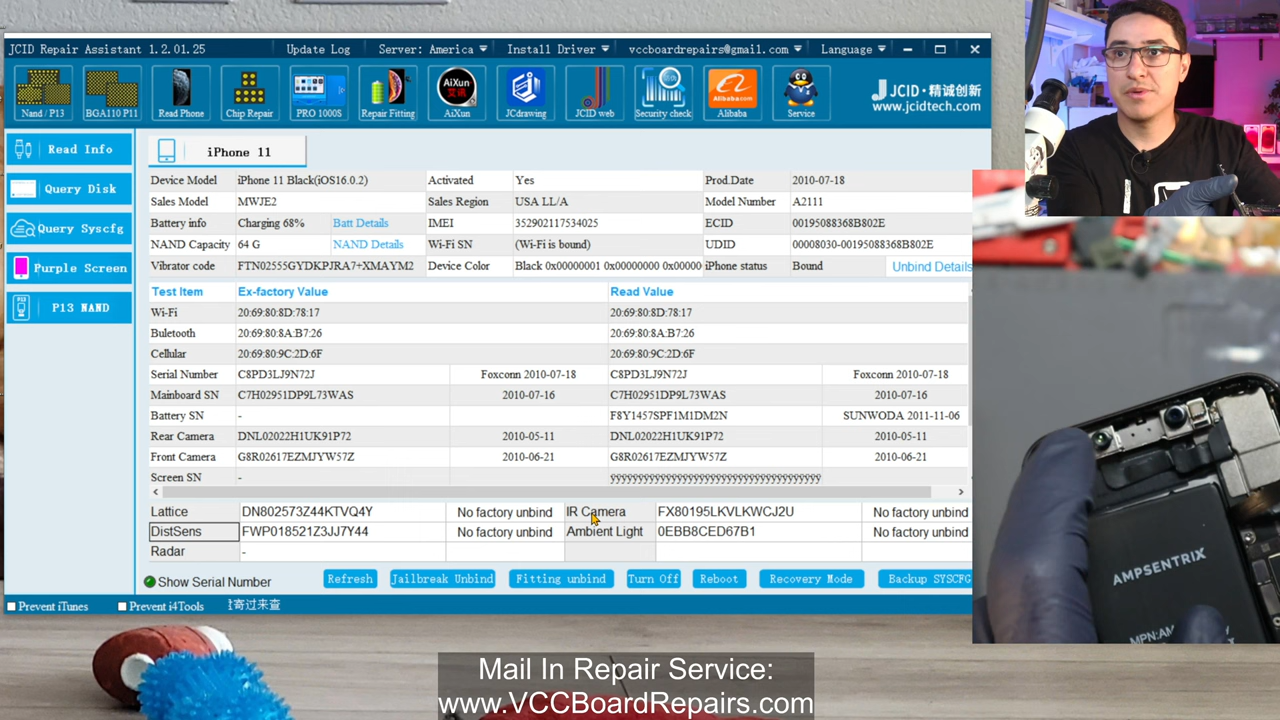 JCID Repair Assistant 1.2.01.25 Update Log Server: America Install Driver vccboardrepairs@gmail.com Language
Nand / P13 BGA110 P11 Read Phone Chip Repair PRO 1000S Repair Fitting AiXun JCdrawing JCID web Security check Alibaba Service
AiXun
艾讯
Alibaba.com
JCID·精诚创新
www.jcidtech.com
Read Info
Query Disk
Query Syscfg
Purple Screen
P13 NAND
iPhone 11
Device Model iPhone 11 Black(iOS16.0.2) Activated Yes Prod.Date 2010-07-18
Sales Model MWJE2 Sales Region USA LL/A Model Number A2111
Battery info Charging 68% Batt Details IMEI 352902117534025 ECID 00195088368B802E
NAND Capacity 64 G NAND Details Wi-Fi SN (Wi-Fi is bound) UDID 00008030-00195088368B802E
Vibrator code FTN02555GYDKPJRA7+XMAYM2 Device Color Black 0x00000001 0x00000000 0x00000 iPhone status Bound Unbind Details
Test Item Ex-factory Value Read Value
Wi-Fi 20:69:80:8D:78:17 20:69:80:8D:78:17
Buletooth 20:69:80:8A:B7:26 20:69:80:8A:B7:26
Cellular 20:69:80:9C:2D:6F 20:69:80:9C:2D:6F
Serial Number C8PD3LJ9N72J Foxconn 2010-07-18 C8PD3LJ9N72J Foxconn 2010-07-18
Mainboard SN C7H02951DP9L73WAS 2010-07-16 C7H02951DP9L73WAS 2010-07-16
Battery SN - F8Y1457SPF1M1DM2N SUNWODA 2011-11-06
Rear Camera DNL02022H1UK91P72 2010-05-11 DNL02022H1UK91P72 2010-05-11
Front Camera G8R02617EZMJYW57Z 2010-06-21 G8R02617EZMJYW57Z 2010-06-21
Screen SN -
Lattice DN802573Z44KTVQ4Y No factory unbind IR Camera FX80195LKVLKWCJ2U No factory unbind
DistSens FWP018521Z3JJ7Y44 No factory unbind Ambient Light 0EBB8CED67B1 No factory unbind
Radar -
Show Serial Number Refresh Jailbreak Unbind Fitting unbind Turn Off Reboot Recovery Mode Backup SYSCFG
Prevent iTunes Prevent i4Tools 寄过来查
AMPSENTRIX
Mail In Repair Service:
www.VCCBoardRepairs.com